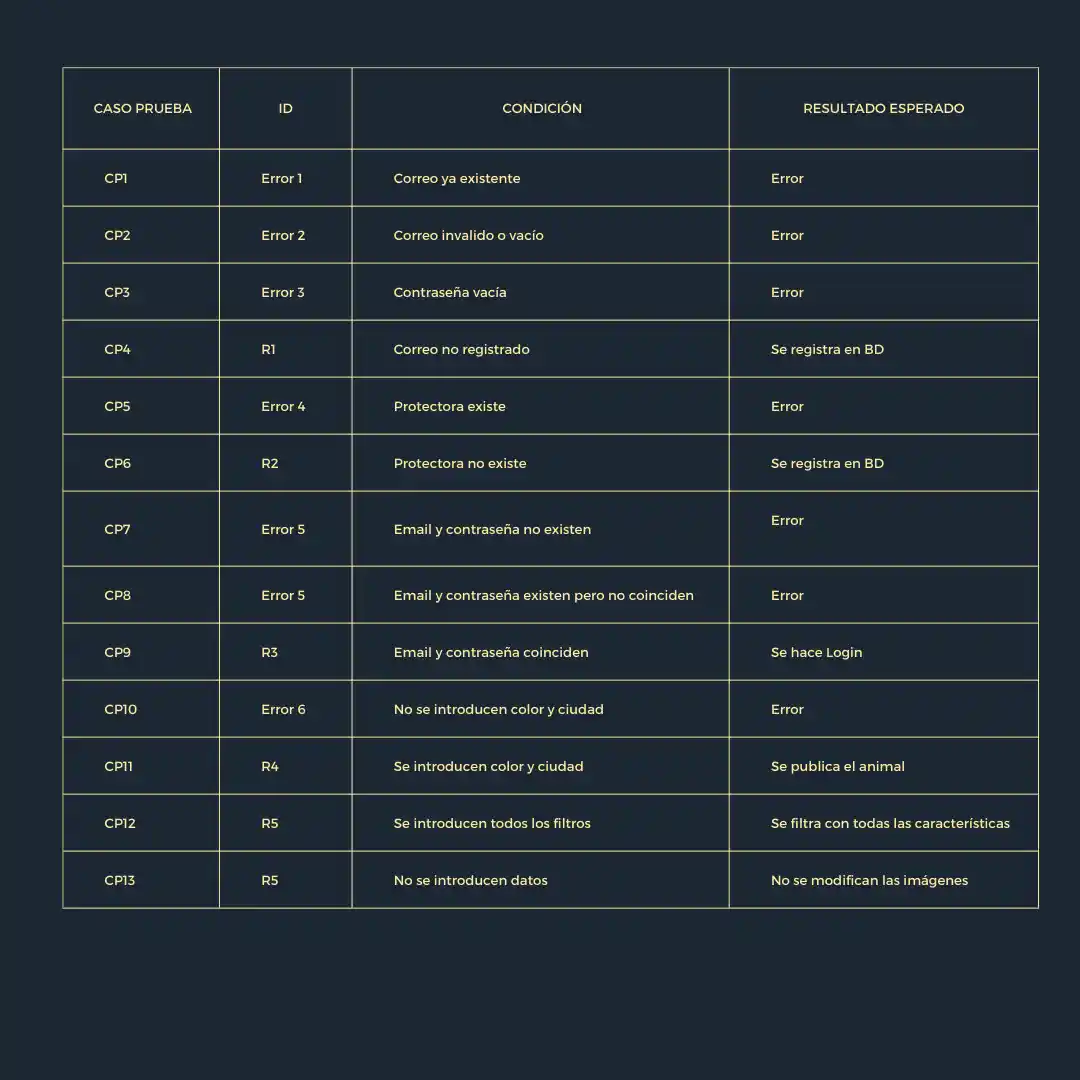 CASO PRUEBA ID CONDICIÓN RESULTADO ESPERADO
CP1 Error 1 Correo ya existente Error
CP2 Error 2 Correo invalido o vacío Error
CP3 Error 3 Contraseña vacía Error
CP4 R1 Correo no registrado Se registra en BD
CP5 Error 4 Protectora existe Error
CP6 R2 Protectora no existe Se registra en BD
CP7 Error 5 Email y contraseña no existen Error
CP8 Error 5 Email y contraseña existen pero no coinciden Error
CP9 R3 Email y contraseña coinciden Se hace Login
CP10 Error 6 No se introducen color y ciudad Error
CP11 R4 Se introducen color y ciudad Se publica el animal
CP12 R5 Se introducen todos los filtros Se filtra con todas las características
CP13 R5 No se introducen datos No se modifican las imágenes